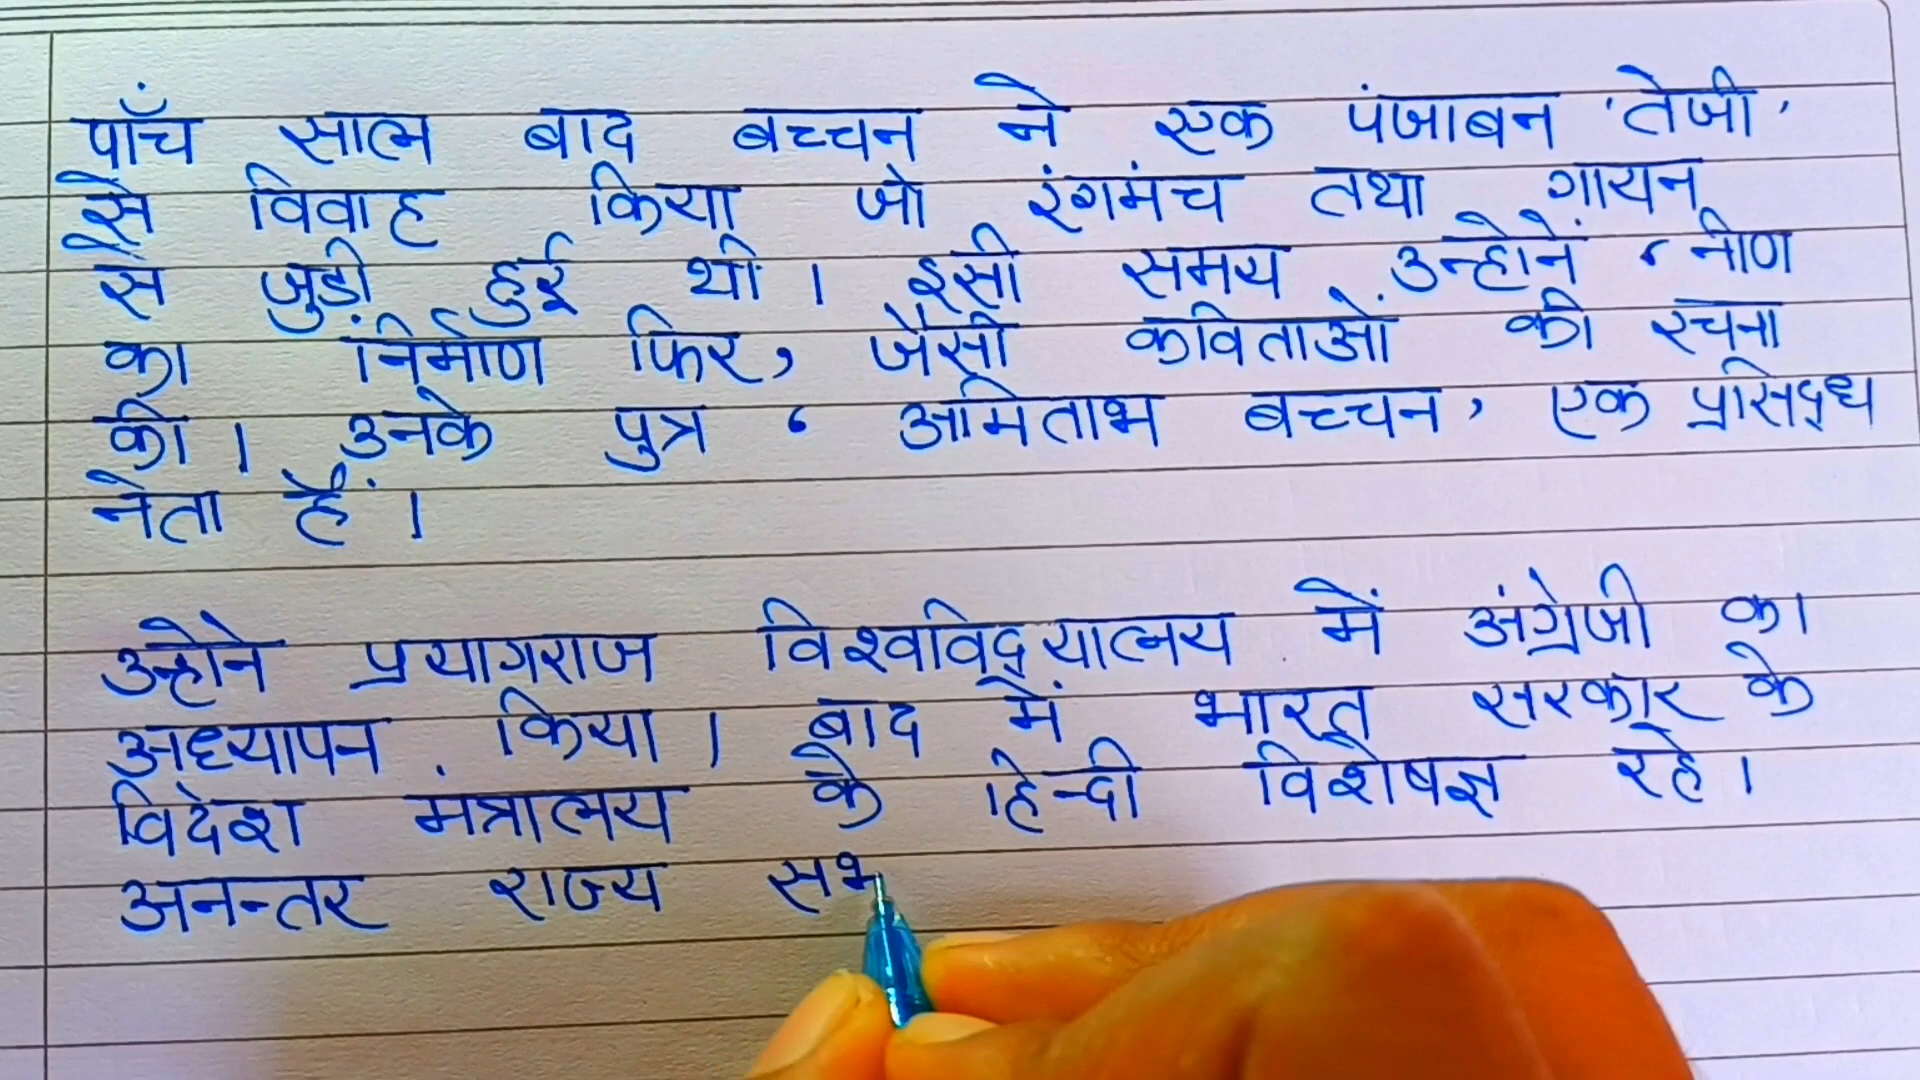 पाँच साल बाद बच्चन ने एक पंजाबन 'तेजी'
से विवाह किया जो रंगमंच तथा गायन
से जुड़ी हुई थी। इसी समय उन्होनें ' नीण
का निर्माण फिर, जैसी कविताओं की रचना
की। उनके पुत्र ' अमिताभ बच्चन' एक प्रसिद्ध
नेता हैं।
उन्होने प्रयागराज विश्वविद्यालय में अंग्रेजी का
अध्यापन किया। बाद में भारत सरकार के
विदेश मंत्रालय के हिन्दी विशेषज्ञ रहे।
अनन्तर राज्य सभ